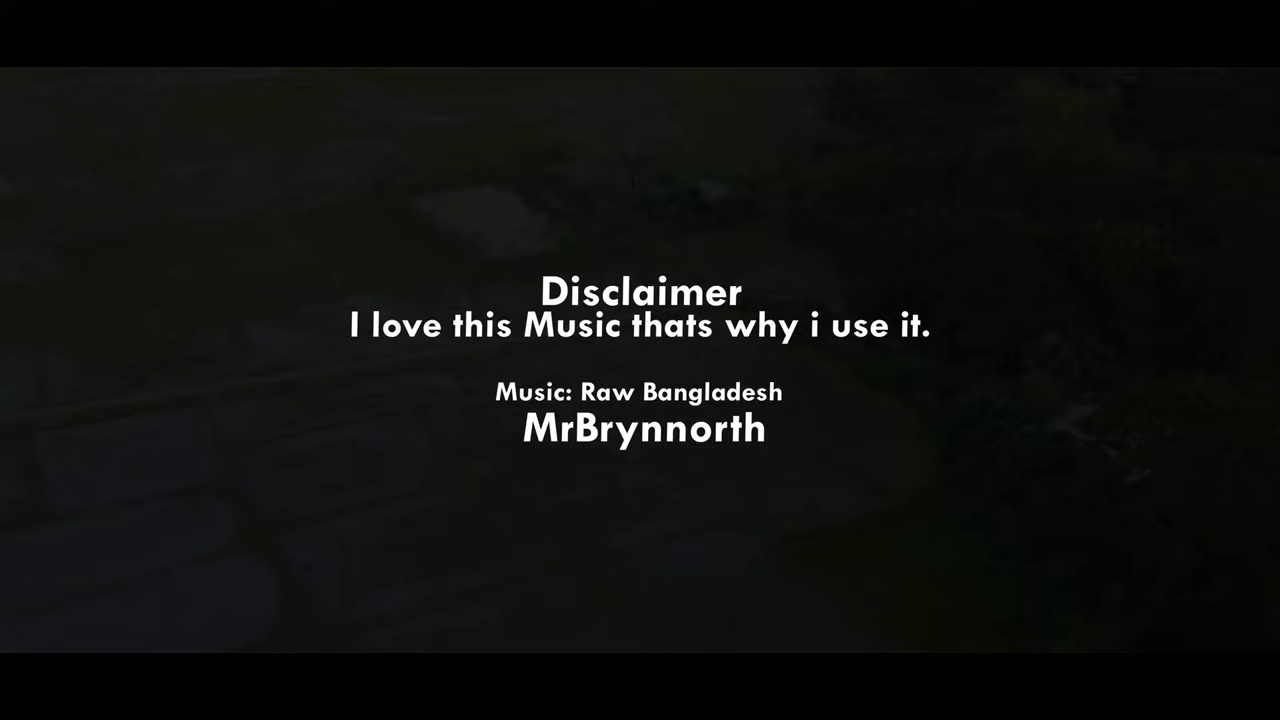 Disclaimer
I love this Music thats why i use it.
Music: Raw Bangladesh
MrBrynnorth